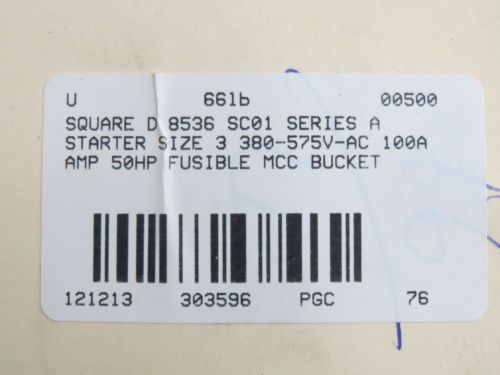 U 66lb 00500
SQUARE D 8536 SC01 SERIES A
STARTER SIZE 3 380-575V-AC 100A
AMP 50HP FUSIBLE MCC BUCKET
121213 303596 PGC 76